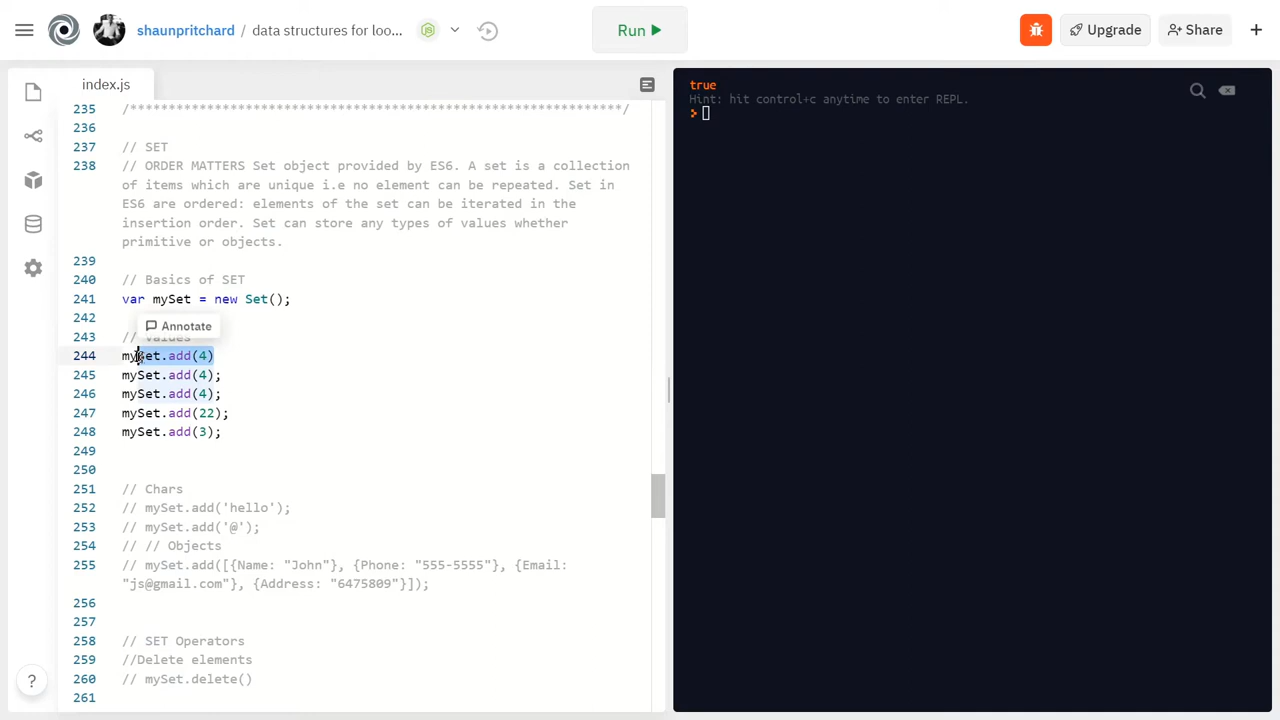 shaunpritchard / data structures for loo...
Run
Upgrade
Share
+
index.js
235 /****************************************************************/
236
237 // SET
238 // ORDER MATTERS Set object provided by ES6. A set is a collection
of items which are unique i.e no element can be repeated. Set in
ES6 are ordered: elements of the set can be iterated in the
insertion order. Set can store any types of values whether
primitive or objects.
239
240 // Basics of SET
241 var mySet = new Set();
242
Annotate
243 // Values
244 mySet.add(4)
245 mySet.add(4);
246 mySet.add(4);
247 mySet.add(22);
248 mySet.add(3);
249
250
251 // Chars
252 // mySet.add('hello');
253 // mySet.add('@');
254 // // Objects
255 // mySet.add([{Name: "John"}, {Phone: "555-5555"}, {Email:
"js@gmail.com"}, {Address: "6475809"}]);
256
257
258 // SET Operators
259 //Delete elements
260 // mySet.delete()
261
?
true
Hint: hit control+c anytime to enter REPL.
>